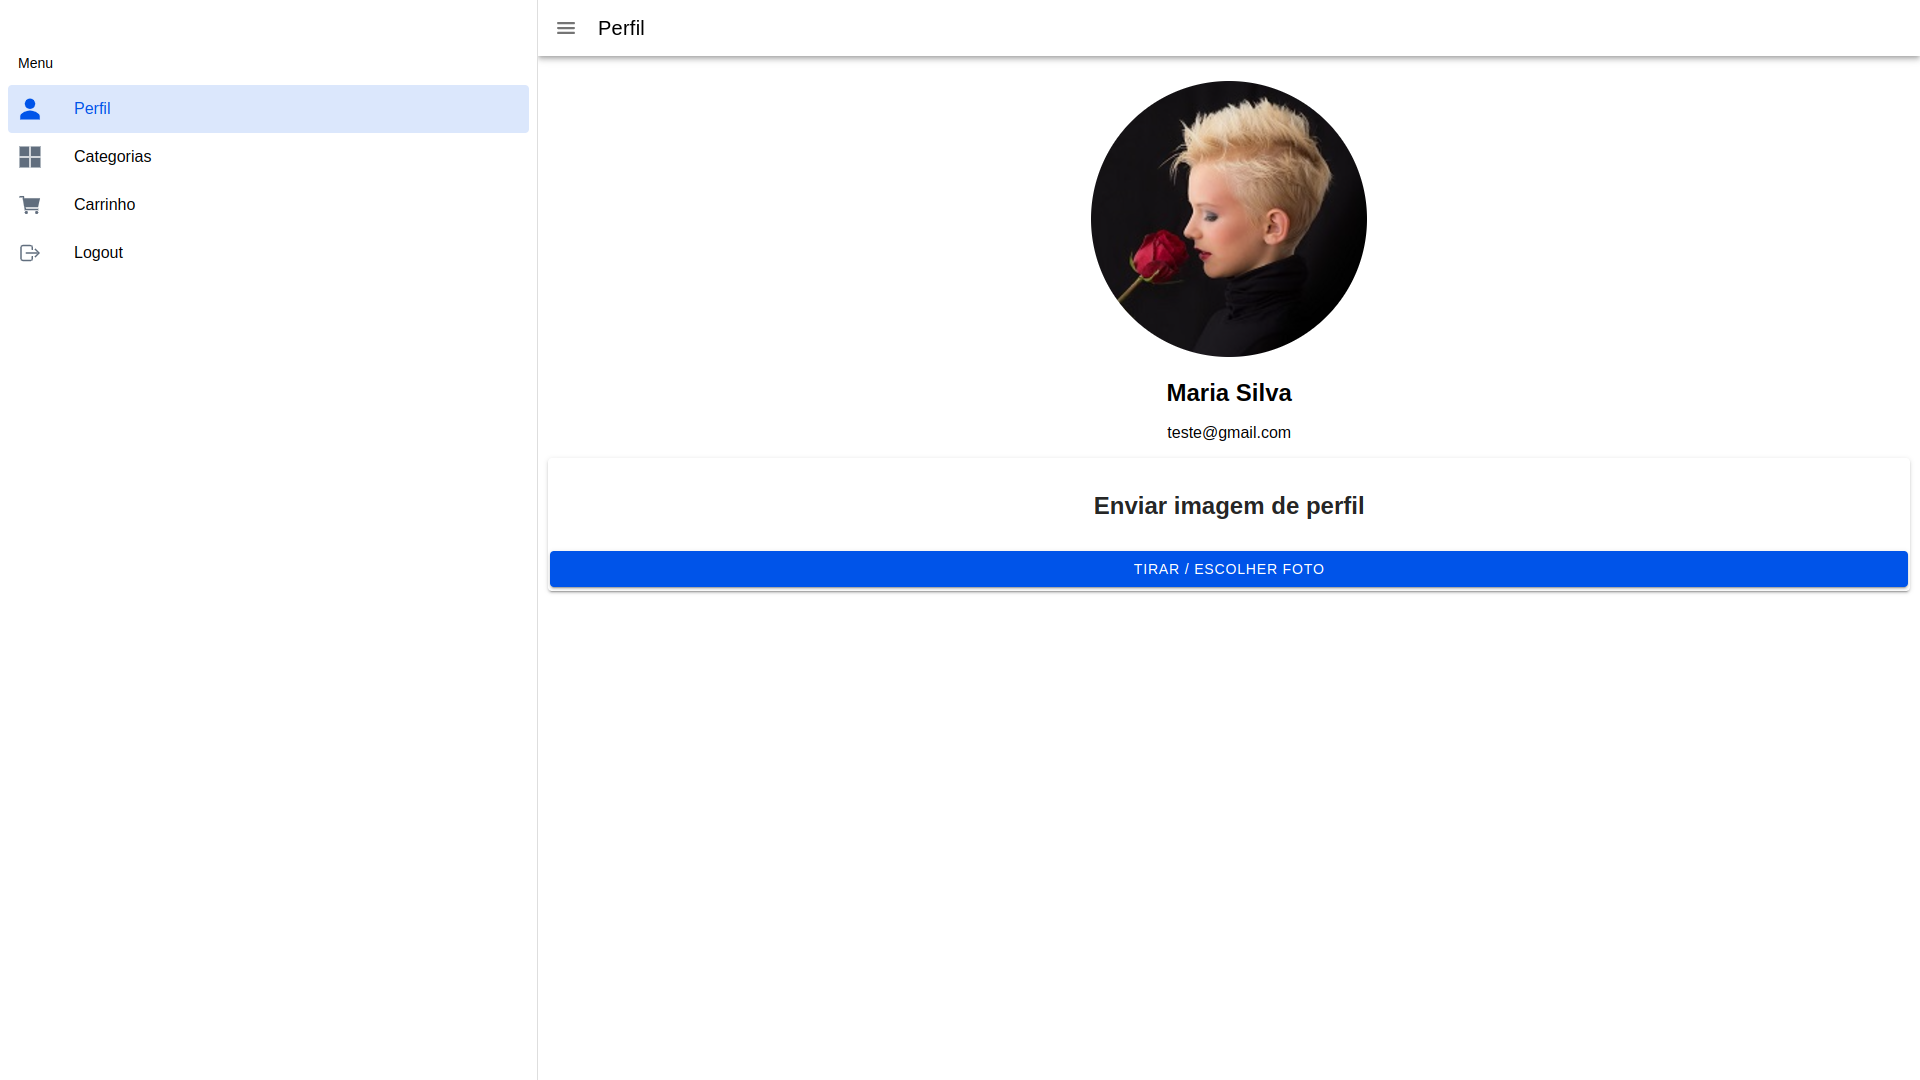 Menu
Perfil
Categorias
Carrinho
Logout
Perfil
Maria Silva
teste@gmail.com
Enviar imagem de perfil
TIRAR / ESCOLHER FOTO